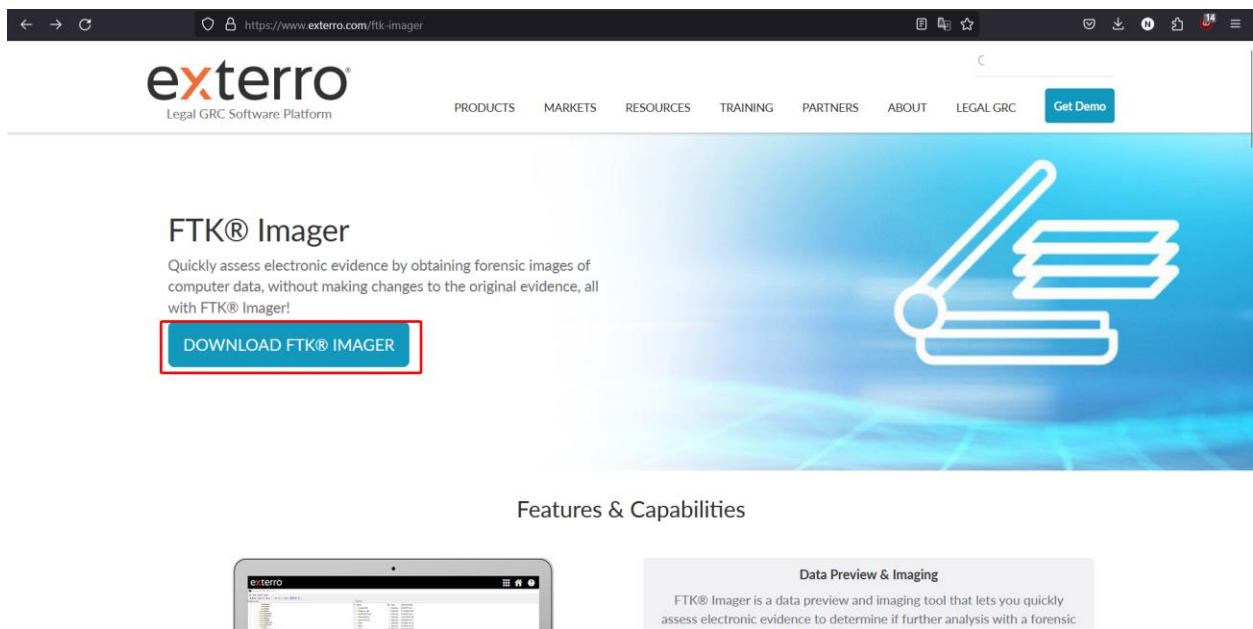 https://www.exterro.com/ftk-imager
14
exterro®
Legal GRC Software Platform
PRODUCTS MARKETS RESOURCES TRAINING PARTNERS ABOUT LEGAL GRC Get Demo
FTK® Imager
Quickly assess electronic evidence by obtaining forensic images of
computer data, without making changes to the original evidence, all
with FTK® Imager!
DOWNLOAD FTK® IMAGER
Features & Capabilities
exterro
Data Preview & Imaging
FTK® Imager is a data preview and imaging tool that lets you quickly
assess electronic evidence to determine if further analysis with a forensic